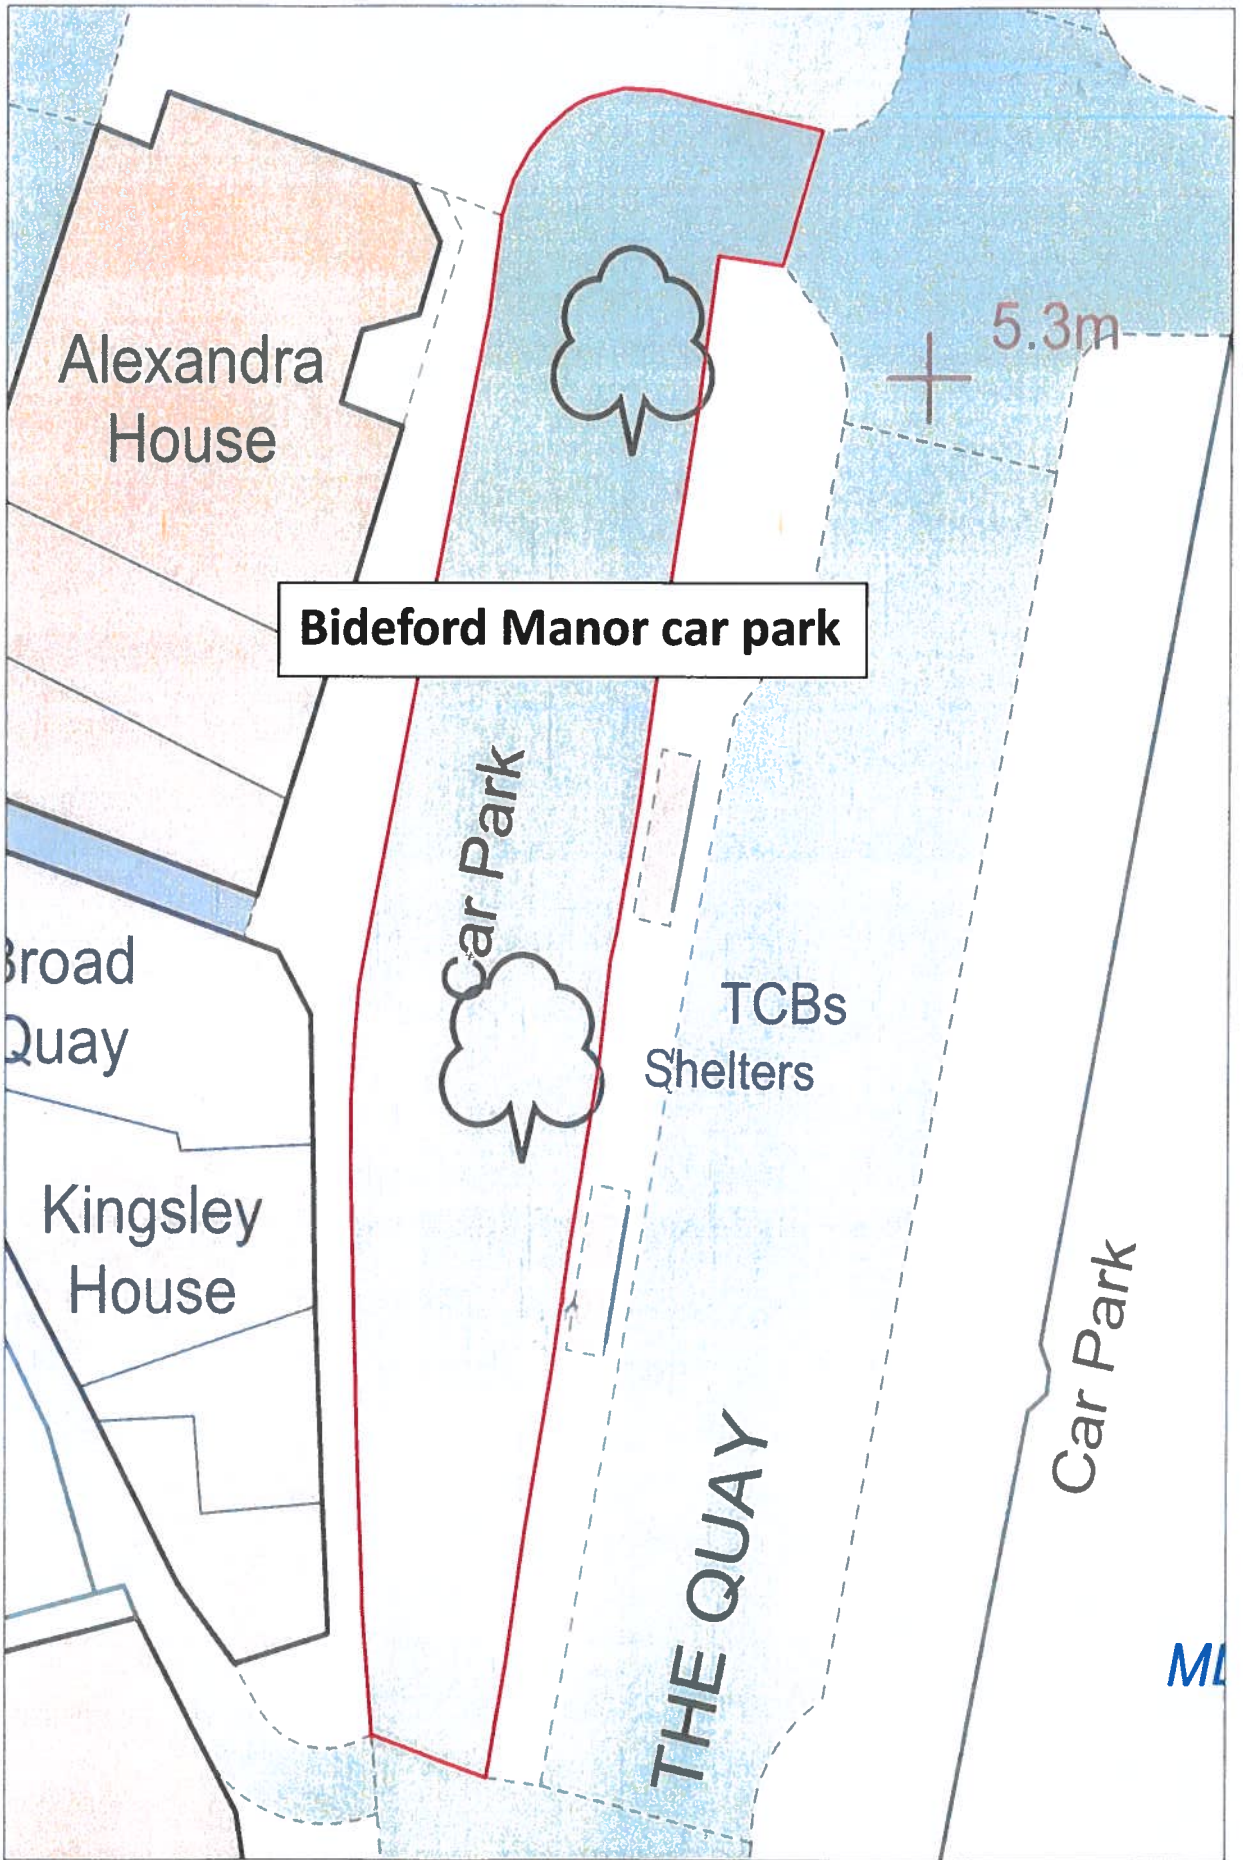 5.3m
Alexandra
House
Bideford Manor car park
Car Park
Broad
Quay
TCBs
Shelters
Kingsley
House
Car Park
THE QUAY